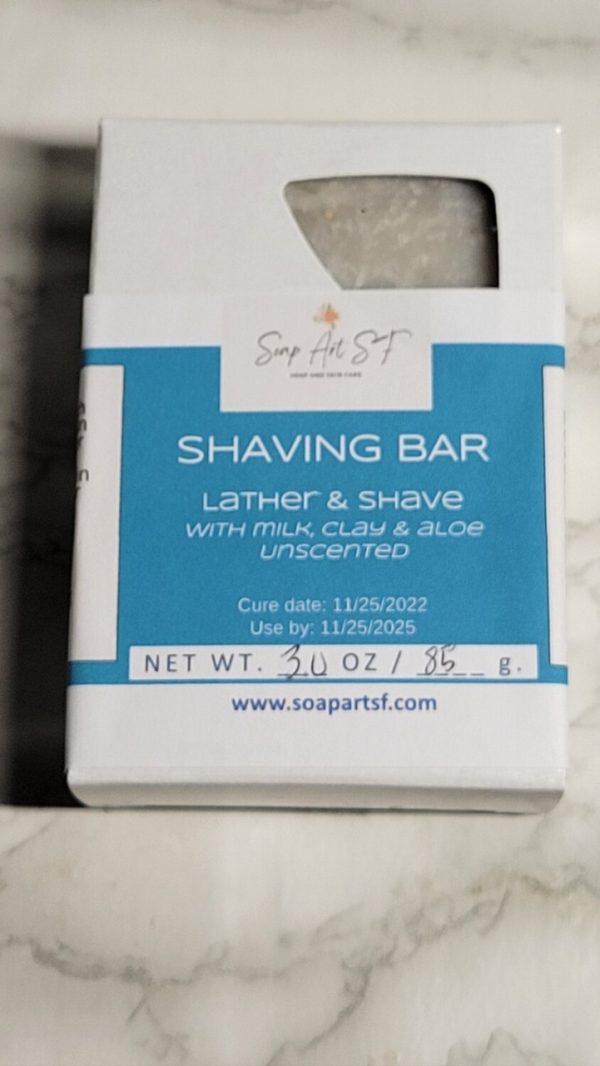 Soap Art SF
SOAP AND SKIN CARE
SHAVING BAR
LATHER & SHAVE
WITH MILK, CLAY & ALOE
UNSCENTED
Cure date: 11/25/2022
Use by: 11/25/2025
NET WT. 3.0 OZ / 85 g.
www.soapartsf.com